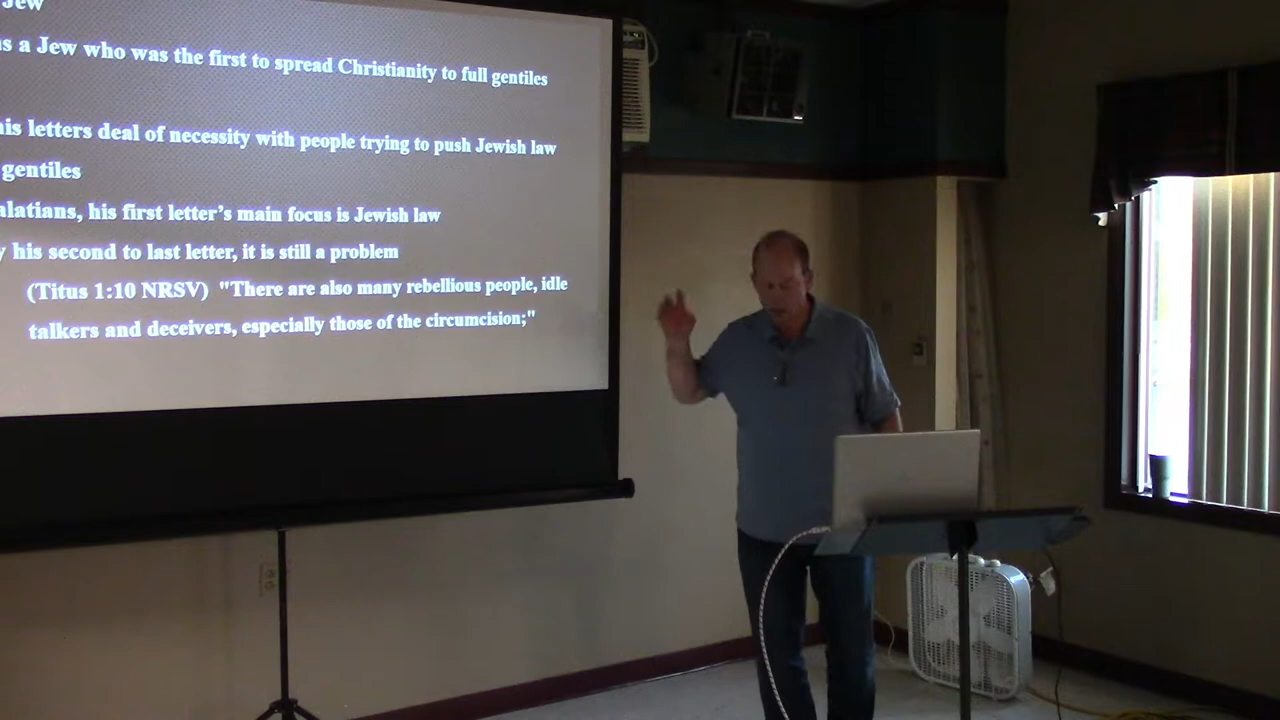 Jew
s a Jew who was the first to spread Christianity to full gentiles
his letters deal of necessity with people trying to push Jewish law
gentiles
alatians, his first letter's main focus is Jewish law
y his second to last letter, it is still a problem
(Titus 1:10 NRSV) "There are also many rebellious people, idle
talkers and deceivers, especially those of the circumcision;"